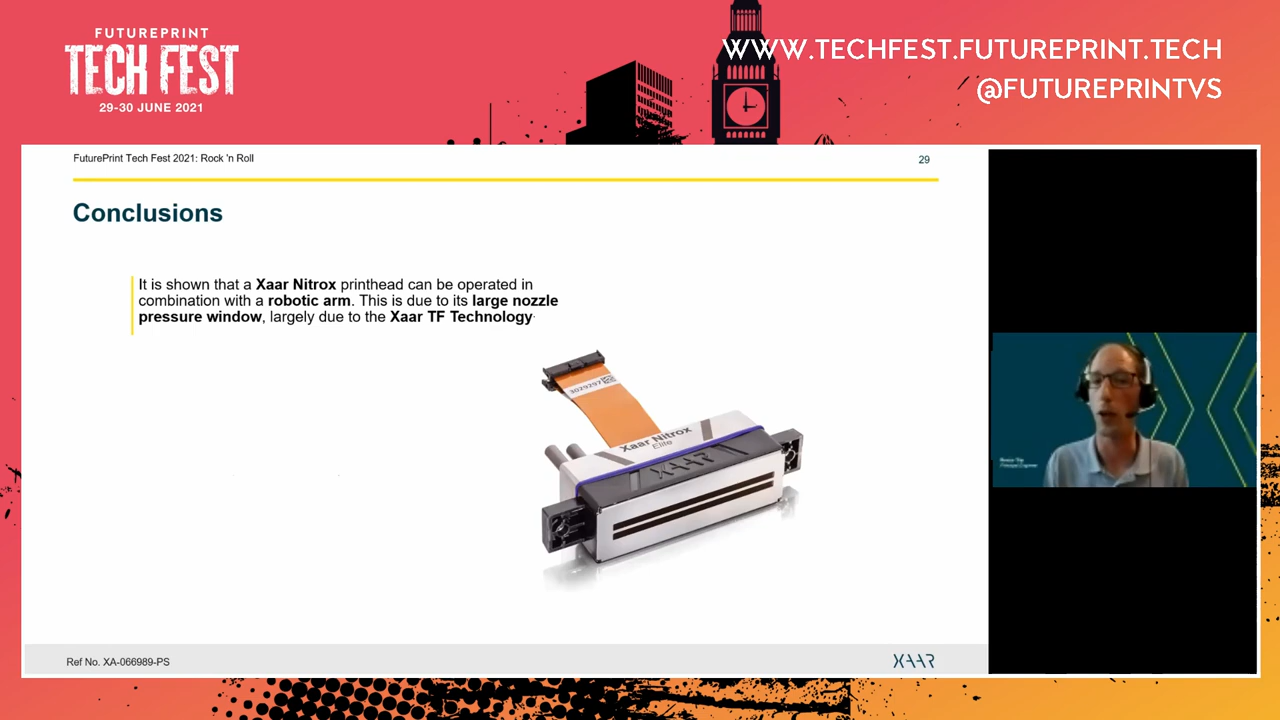 FUTUREPRINT
TECH FEST
29-30 JUNE 2021
WWW.TECHFEST.FUTUREPRINT.TECH
@FUTUREPRINTVS
FuturePrint Tech Fest 2021: Rock 'n Roll
29
Conclusions
It is shown that a Xaar Nitrox printhead can be operated in
combination with a robotic arm. This is due to its large nozzle
pressure window, largely due to the Xaar TF Technology
3029297
Xaar Nitrox
Elite
XAAR
Ref No. XA-066989-PS
XAAR
Principal Engineer